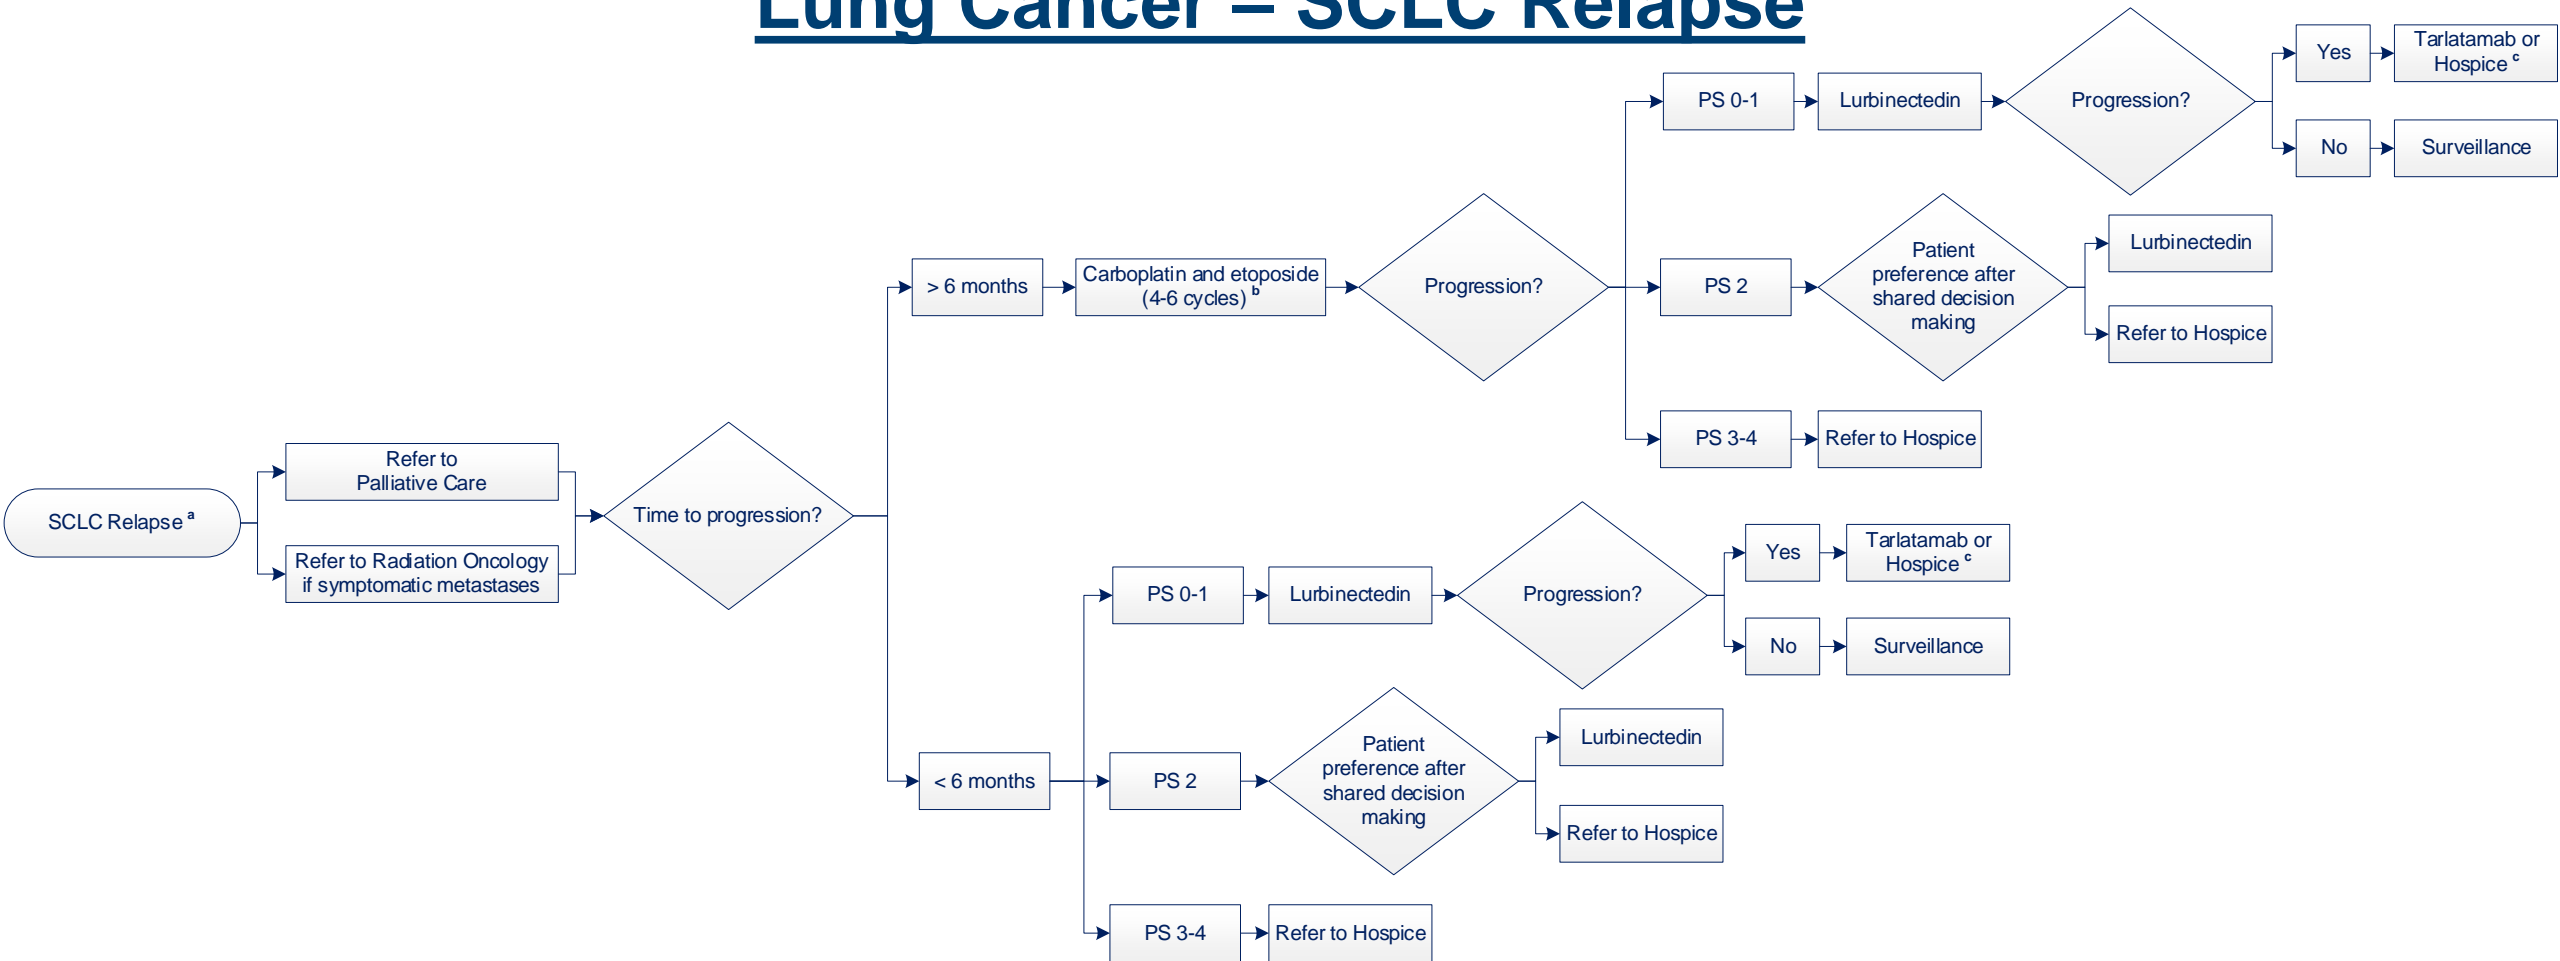 Lung Cancer – SCLC Relapse
SCLC Relapse a
Refer to
Palliative Care
Refer to Radiation Oncology
if symptomatic metastases
Time to progression?
> 6 months
Carboplatin and etoposide
(4-6 cycles) b
Progression?
PS 0-1
Lurbinectedin
Progression?
Yes
Tarlatamab or
Hospice c
No
Surveillance
PS 2
Patient
preference after
shared decision
making
Lurbinectedin
Refer to Hospice
PS 3-4
Refer to Hospice
< 6 months
PS 0-1
Lurbinectedin
Progression?
Yes
Tarlatamab or
Hospice c
No
Surveillance
PS 2
Patient
preference after
shared decision
making
Lurbinectedin
Refer to Hospice
PS 3-4
Refer to Hospice